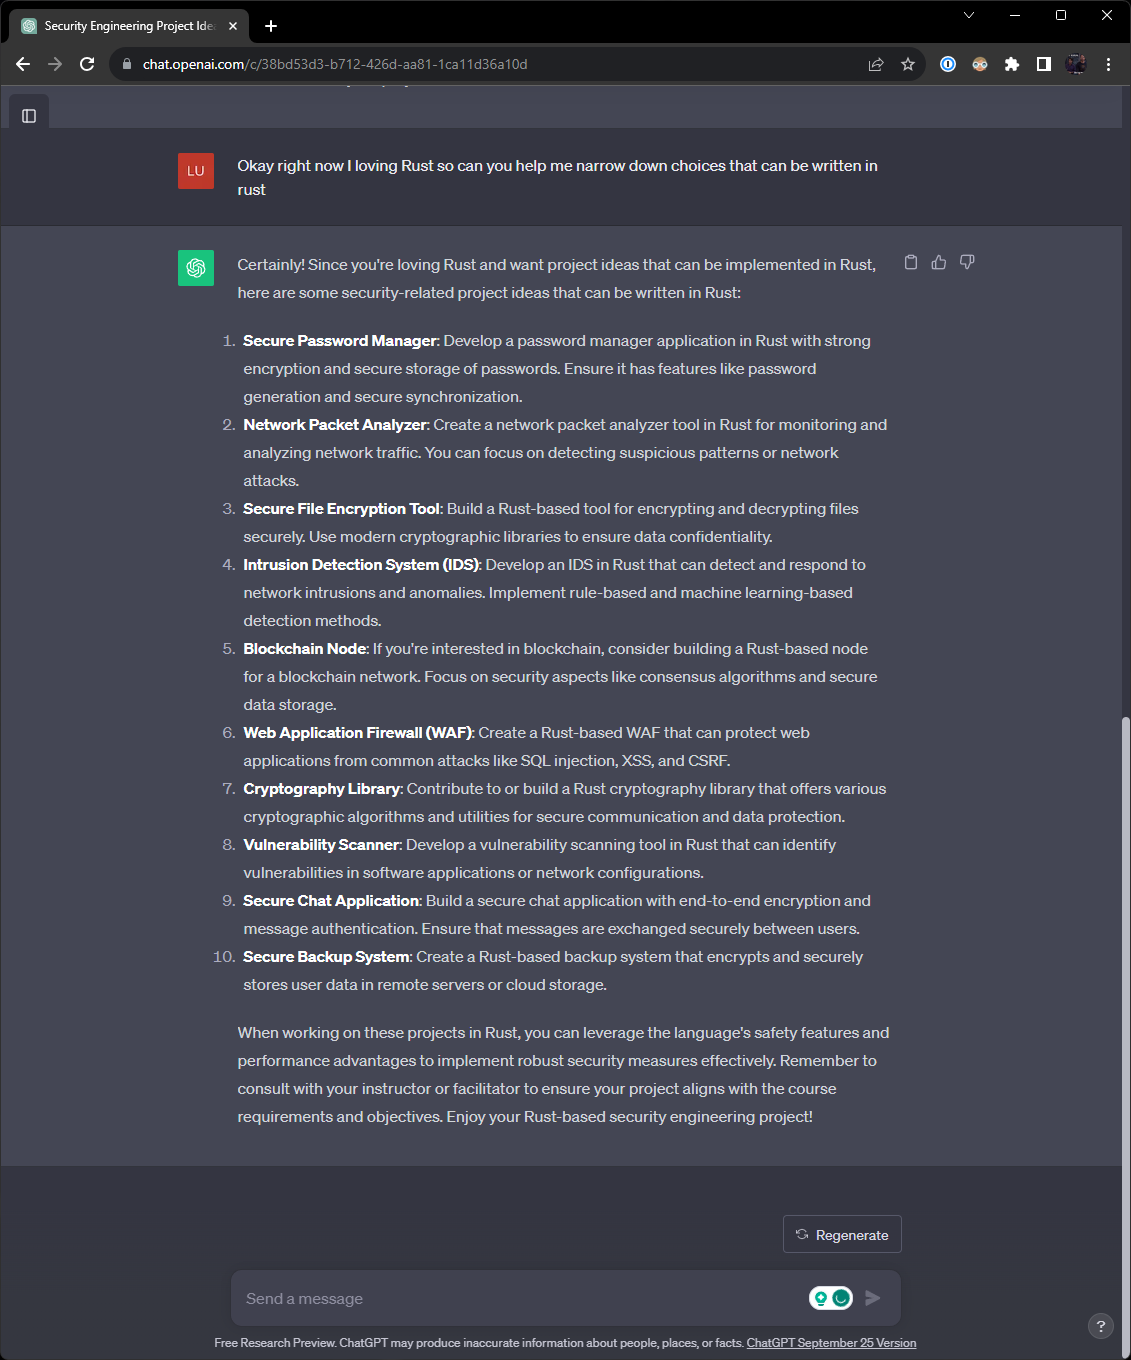 Security Engineering Project Ide
chat.openai.com/c/38bd53d3-b712-426d-aa81-1ca11d36a10d
LU
Okay right now I loving Rust so can you help me narrow down choices that can be written in
rust
Certainly! Since you're loving Rust and want project ideas that can be implemented in Rust,
here are some security-related project ideas that can be written in Rust:
1. Secure Password Manager: Develop a password manager application in Rust with strong
encryption and secure storage of passwords. Ensure it has features like password
generation and secure synchronization.
2. Network Packet Analyzer: Create a network packet analyzer tool in Rust for monitoring and
analyzing network traffic. You can focus on detecting suspicious patterns or network
attacks.
3. Secure File Encryption Tool: Build a Rust-based tool for encrypting and decrypting files
securely. Use modern cryptographic libraries to ensure data confidentiality.
4. Intrusion Detection System (IDS): Develop an IDS in Rust that can detect and respond to
network intrusions and anomalies. Implement rule-based and machine learning-based
detection methods.
5. Blockchain Node: If you're interested in blockchain, consider building a Rust-based node
for a blockchain network. Focus on security aspects like consensus algorithms and secure
data storage.
6. Web Application Firewall (WAF): Create a Rust-based WAF that can protect web
applications from common attacks like SQL injection, XSS, and CSRF.
7. Cryptography Library: Contribute to or build a Rust cryptography library that offers various
cryptographic algorithms and utilities for secure communication and data protection.
8. Vulnerability Scanner: Develop a vulnerability scanning tool in Rust that can identify
vulnerabilities in software applications or network configurations.
9. Secure Chat Application: Build a secure chat application with end-to-end encryption and
message authentication. Ensure that messages are exchanged securely between users.
10. Secure Backup System: Create a Rust-based backup system that encrypts and securely
stores user data in remote servers or cloud storage.
When working on these projects in Rust, you can leverage the language's safety features and
performance advantages to implement robust security measures effectively. Remember to
consult with your instructor or facilitator to ensure your project aligns with the course
requirements and objectives. Enjoy your Rust-based security engineering project!
Regenerate
Send a message
Free Research Preview. ChatGPT may produce inaccurate information about people, places, or facts. ChatGPT September 25 Version
?